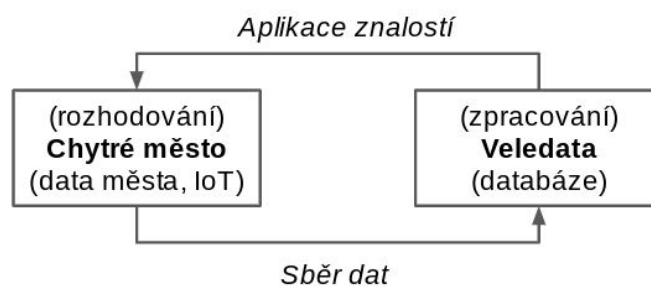 Aplikace znalostí
(rozhodování)
Chytré město
(data města, IoT)
(zpracování)
Veledata
(databáze)
Sběr dat